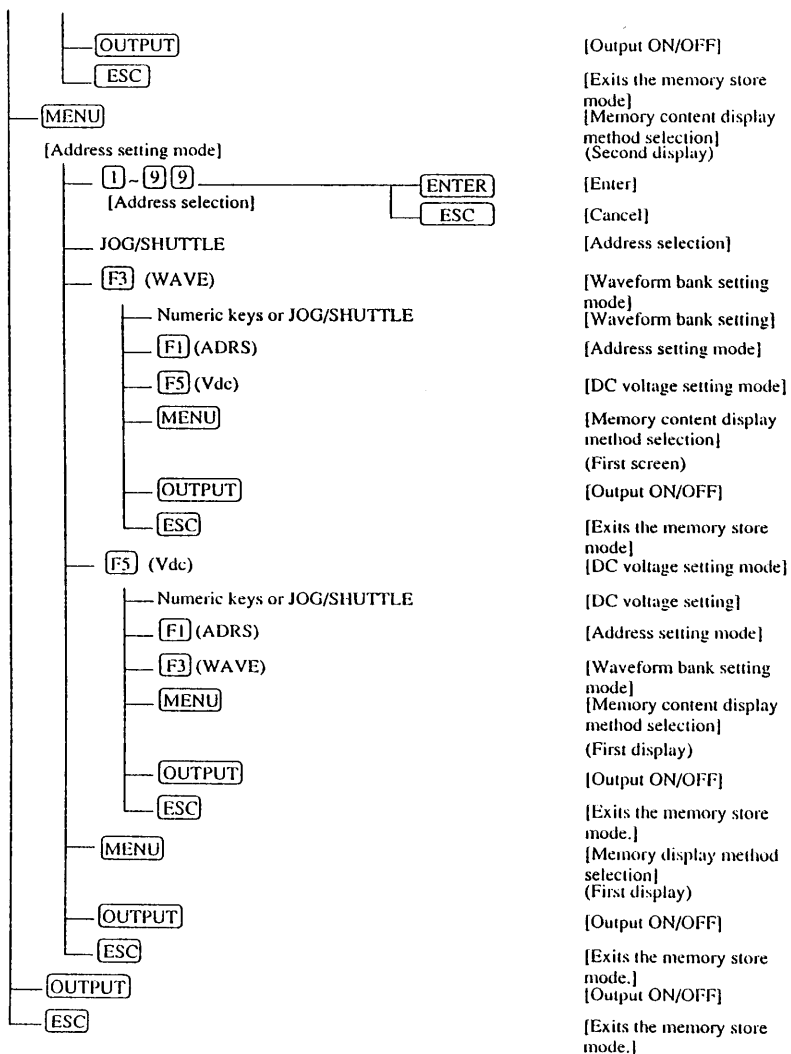 OUTPUT [Output ON/OFF]
ESC [Exits the memory store
mode]
MENU [Memory content display
method selection]
[Address setting mode] (Second display)
1 ~ 9 9 ENTER [Enter]
[Address selection] ESC [Cancel]
JOG/SHUTTLE [Address selection]
F3 (WAVE) [Waveform bank setting
mode]
Numeric keys or JOG/SHUTTLE [Waveform bank setting]
F1 (ADRS) [Address setting mode]
F5 (Vdc) [DC voltage setting mode]
MENU [Memory content display
method selection]
(First screen)
OUTPUT [Output ON/OFF]
ESC [Exits the memory store
mode]
F5 (Vdc) [DC voltage setting mode]
Numeric keys or JOG/SHUTTLE [DC voltage setting]
F1 (ADRS) [Address setting mode]
F3 (WAVE) [Waveform bank setting
mode]
MENU [Memory content display
method selection]
(First display)
OUTPUT [Output ON/OFF]
ESC [Exits the memory store
mode.]
MENU [Memory display method
selection]
(First display)
OUTPUT [Output ON/OFF]
ESC [Exits the memory store
mode.]
OUTPUT [Output ON/OFF]
ESC [Exits the memory store
mode.]